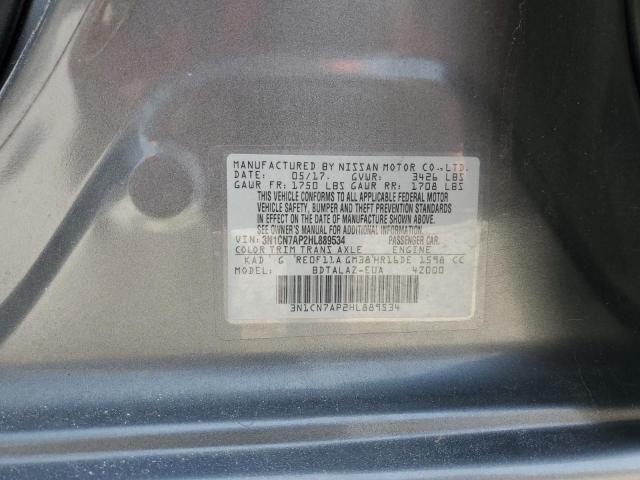 MANUFACTURED BY NISSAN MOTOR CO.,LTD.
DATE: 05/17. GVWR: 3426 LBS
GAWR FR: 1750 LBS GAWR RR: 1708 LBS
THIS VEHICLE CONFORMS TO ALL APPLICABLE FEDERAL MOTOR
VEHICLE SAFETY, BUMPER AND THEFT PREVENTION STANDARDS
IN EFFECT ON THE DATE OF MANUFACTURE SHOWN ABOVE.
SEE OWNER'S MANUAL FOR ADDITIONAL INFORMATION.
VIN: 3N1CN7AP2HL889534 PASSENGER CAR.
COLOR TRIM TRANS AXLE ENGINE
KAD G RE0F11A GM38 HR16DE 1598 CC
MODEL: BDTALAZ-EUA 4Z000
3N1CN7AP2HL889534